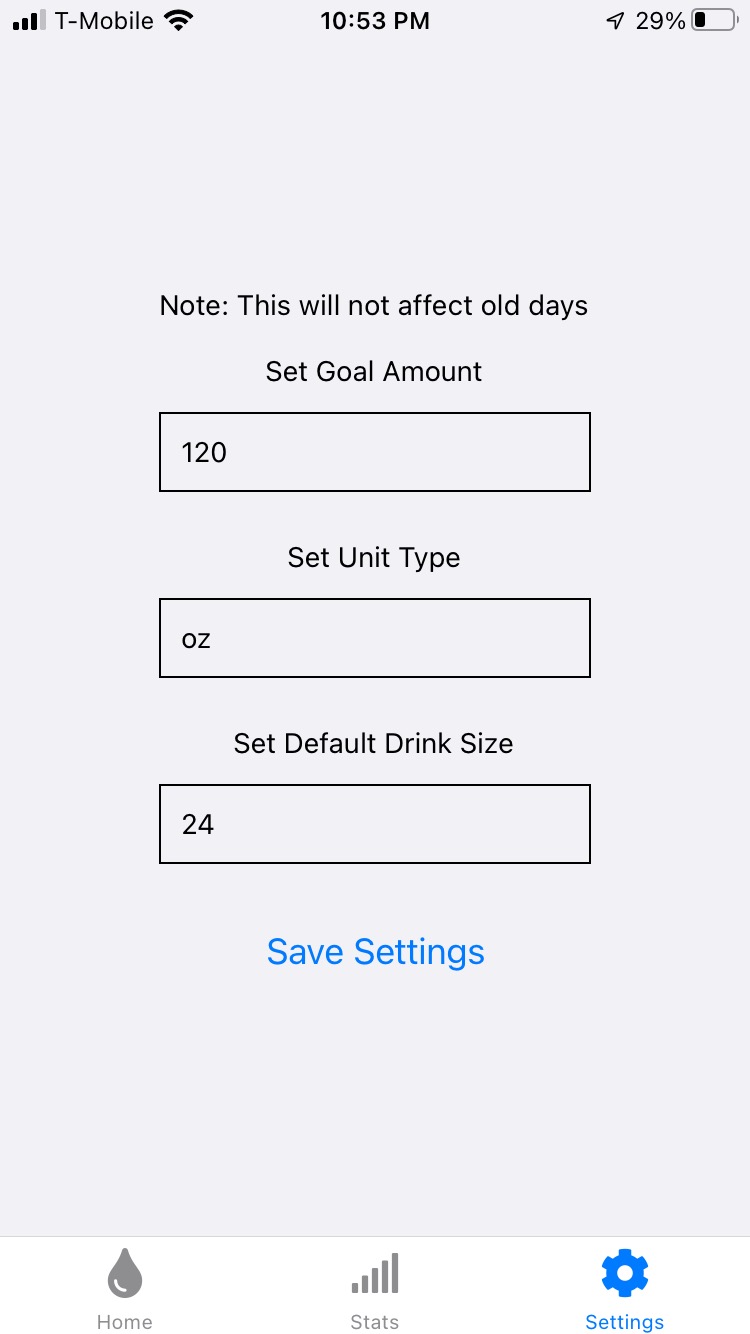 T-Mobile 10:53 PM 29%
Note: This will not affect old days
Set Goal Amount
120
Set Unit Type
oz
Set Default Drink Size
24
Save Settings
Home Stats Settings